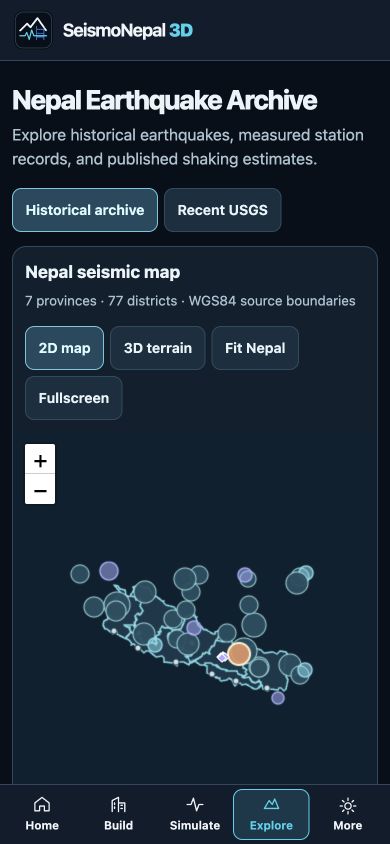 SeismoNepal 3D
Nepal Earthquake Archive
Explore historical earthquakes, measured station
records, and published shaking estimates.
Historical archive
Recent USGS
Nepal seismic map
7 provinces · 77 districts · WGS84 source boundaries
2D map
3D terrain
Fit Nepal
Fullscreen
+
−
Home
Build
Simulate
Explore
More